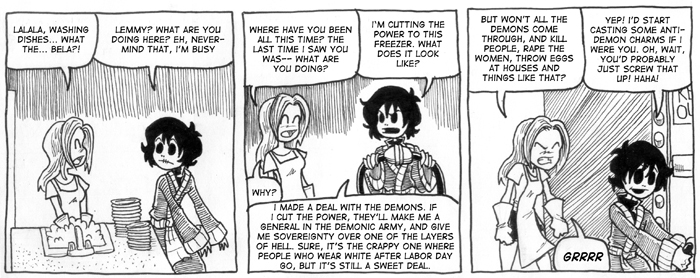 LALALA, WASHING
DISHES... WHAT
THE... BELA?!
LEMMY? WHAT ARE YOU
DOING HERE? EH, NEVER-
MIND THAT, I'M BUSY
WHERE HAVE YOU BEEN
ALL THIS TIME? THE
LAST TIME I SAW YOU
WAS-- WHAT ARE
YOU DOING?
I'M CUTTING THE
POWER TO THIS
FREEZER. WHAT
DOES IT LOOK
LIKE?
WHY?
I MADE A DEAL WITH THE DEMONS. IF
I CUT THE POWER, THEY'LL MAKE ME A
GENERAL IN THE DEMONIC ARMY, AND GIVE
ME SOVEREIGNTY OVER ONE OF THE LAYERS
OF HELL. SURE, IT'S THE CRAPPY ONE WHERE
PEOPLE WHO WEAR WHITE AFTER LABOR DAY
GO, BUT IT'S STILL A SWEET DEAL.
BUT WON'T ALL THE
DEMONS COME
THROUGH, AND KILL
PEOPLE, RAPE THE
WOMEN, THROW EGGS
AT HOUSES AND
THINGS LIKE THAT?
YEP! I'D START
CASTING SOME ANTI-
DEMON CHARMS IF I
WERE YOU. OH, WAIT,
YOU'D PROBABLY
JUST SCREW THAT
UP! HAHA!
GRRRR